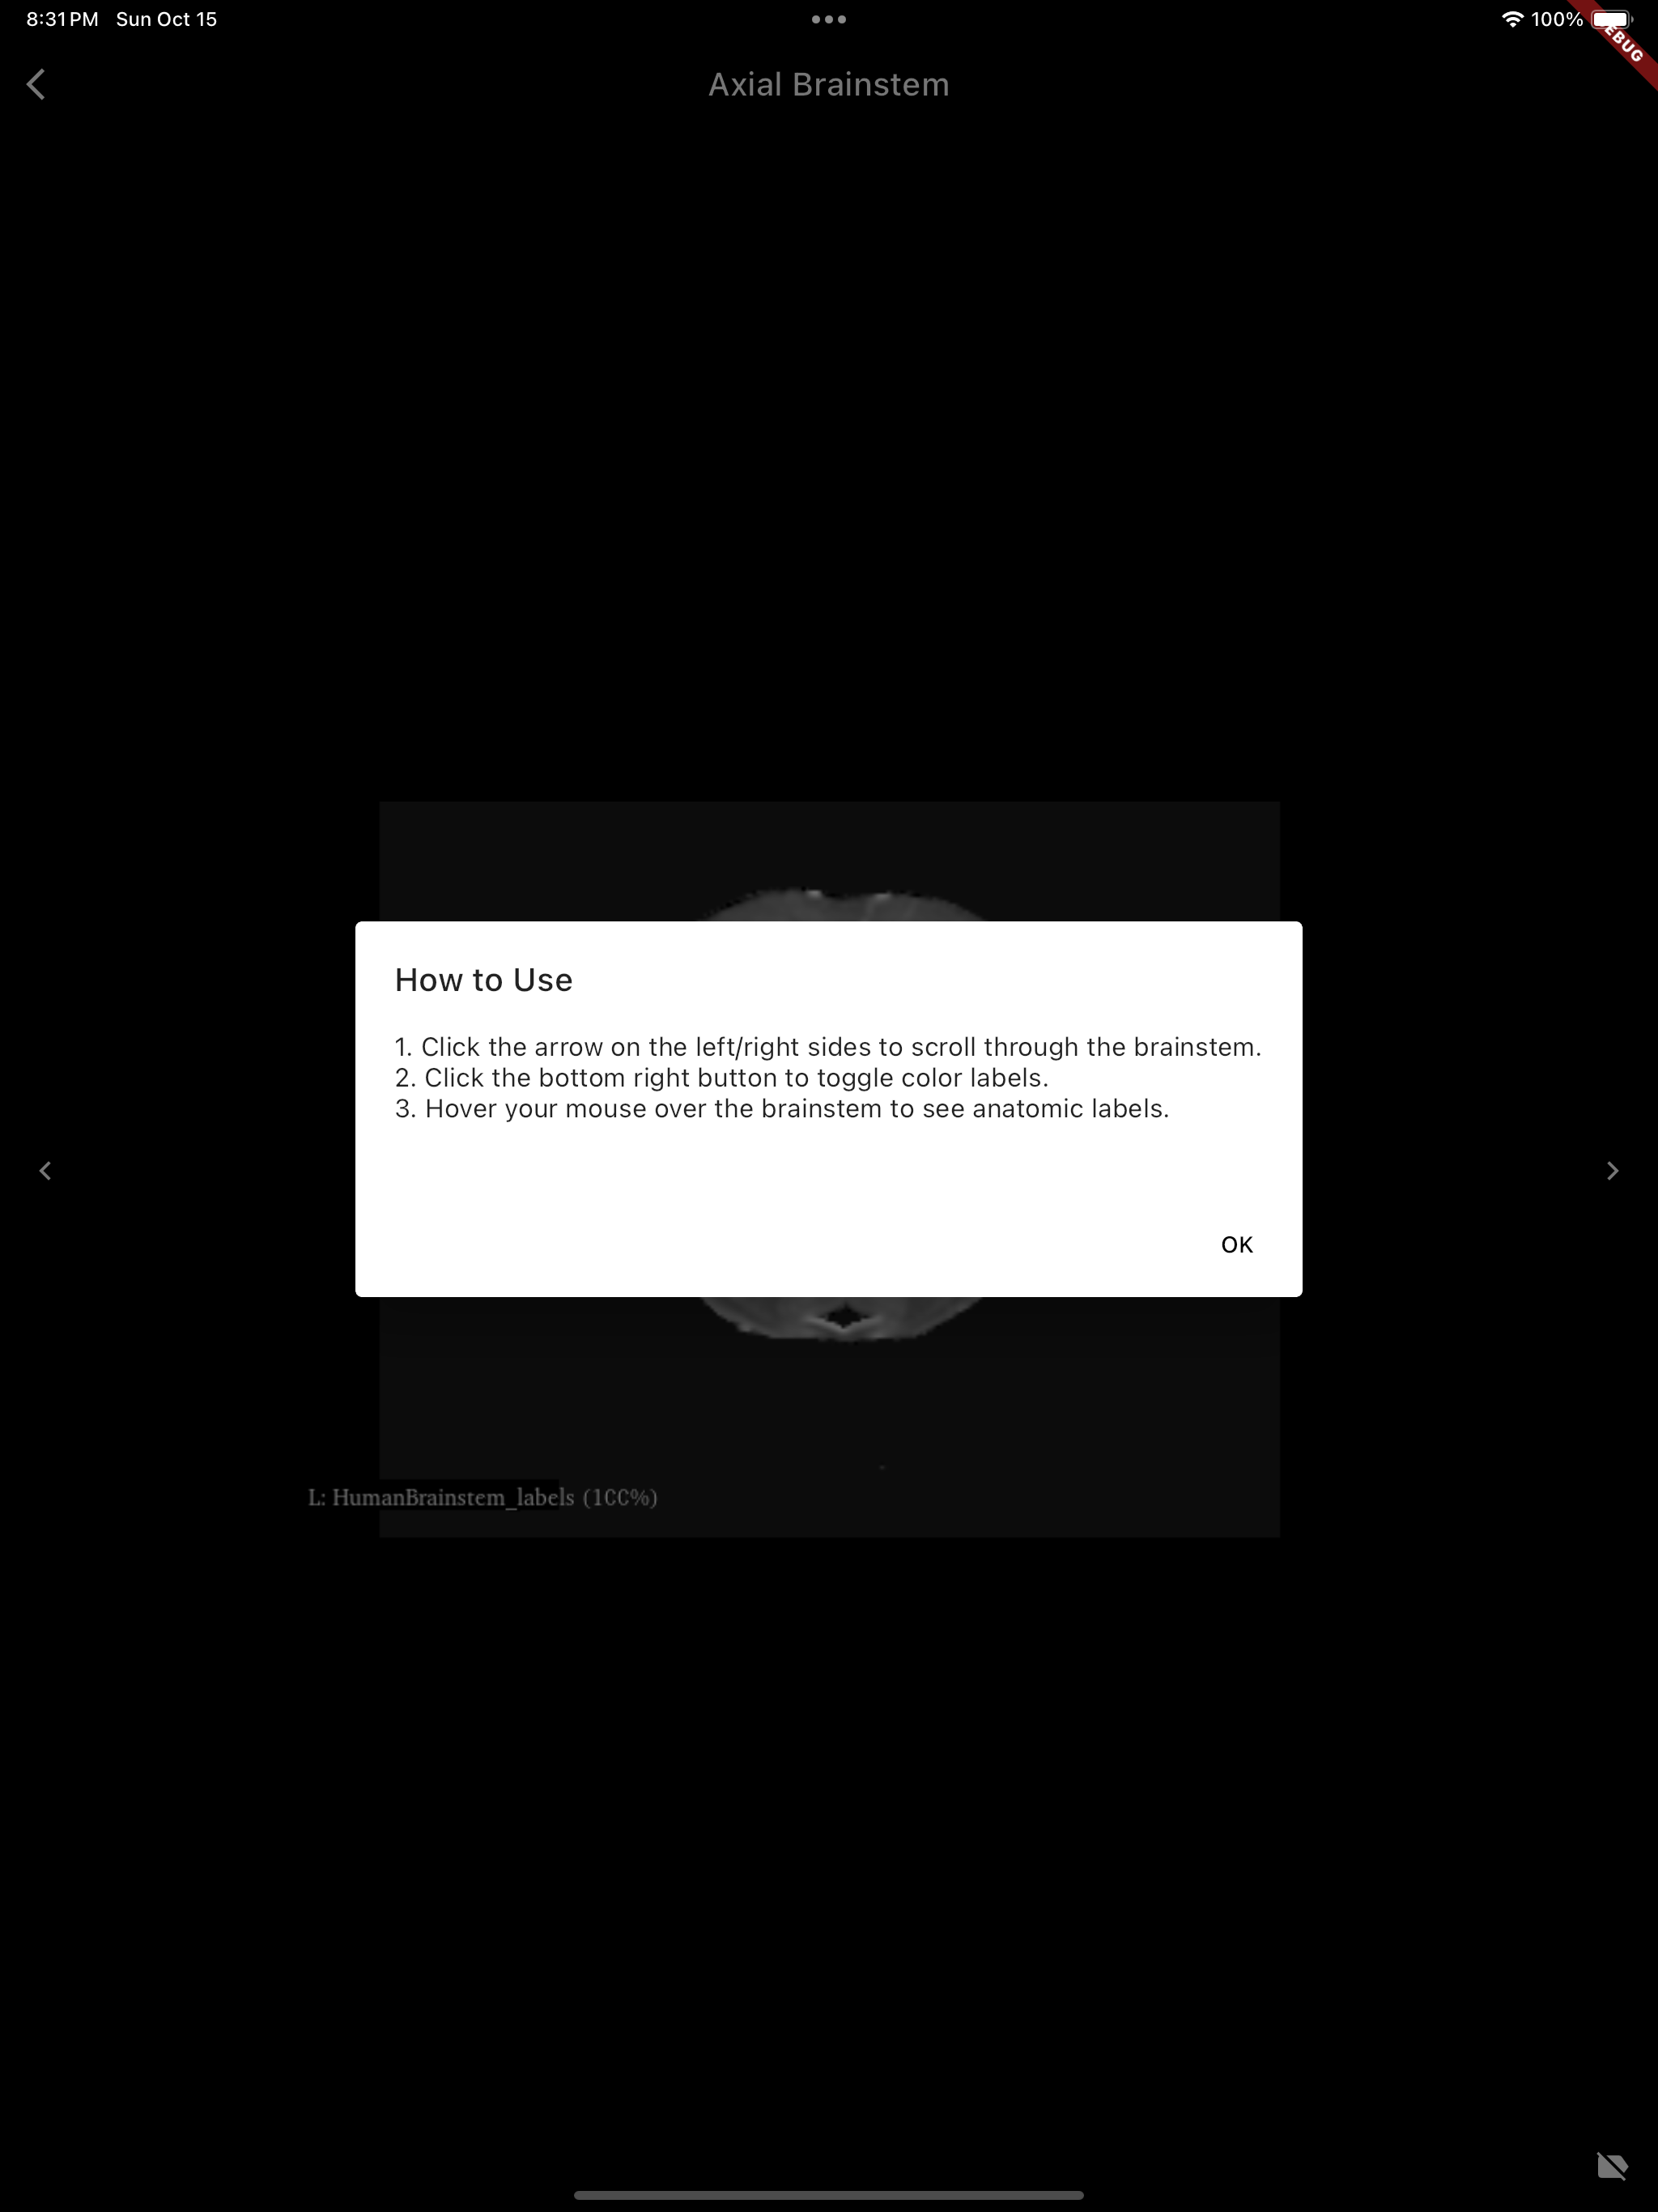 8:31 PM Sun Oct 15
100%
EBUG
Axial Brainstem
How to Use
1. Click the arrow on the left/right sides to scroll through the brainstem.
2. Click the bottom right button to toggle color labels.
3. Hover your mouse over the brainstem to see anatomic labels.
OK
L: HumanBrainstem_labels (100%)